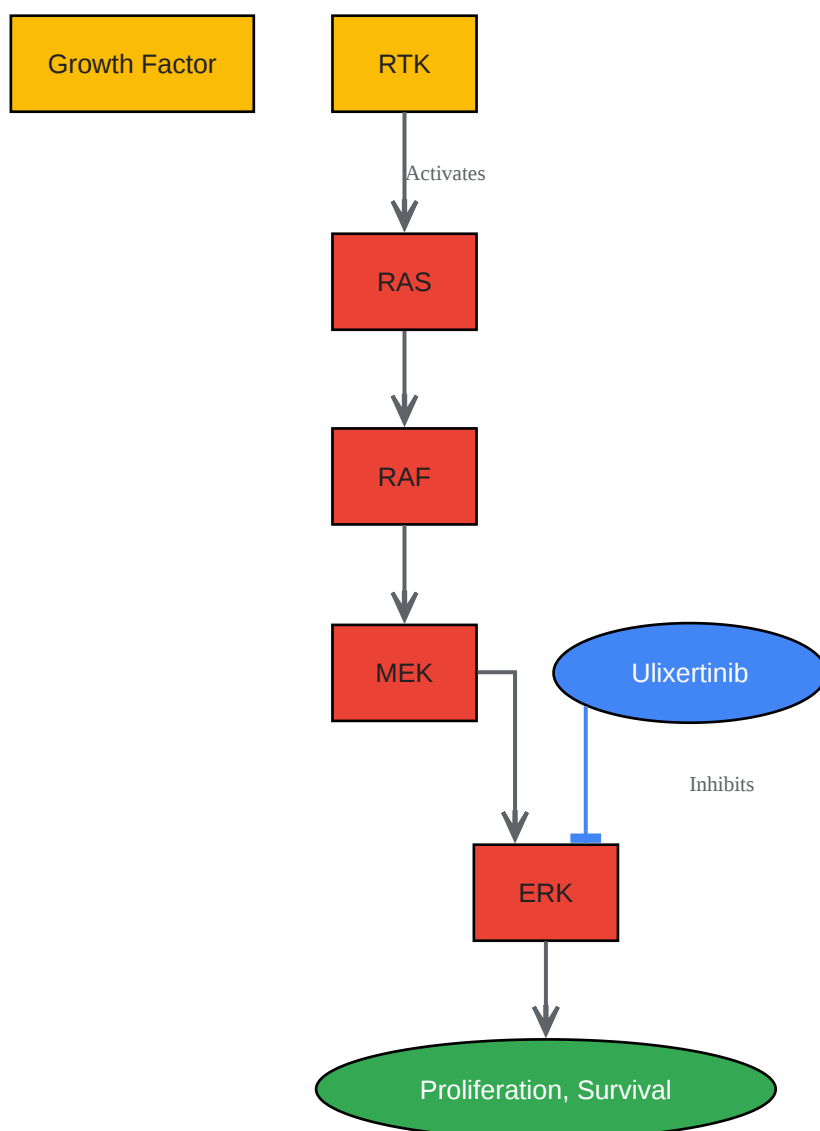 Growth Factor
RTK
Activates
RAS
RAF
MEK
Ulixertinib
Inhibits
ERK
Proliferation, Survival